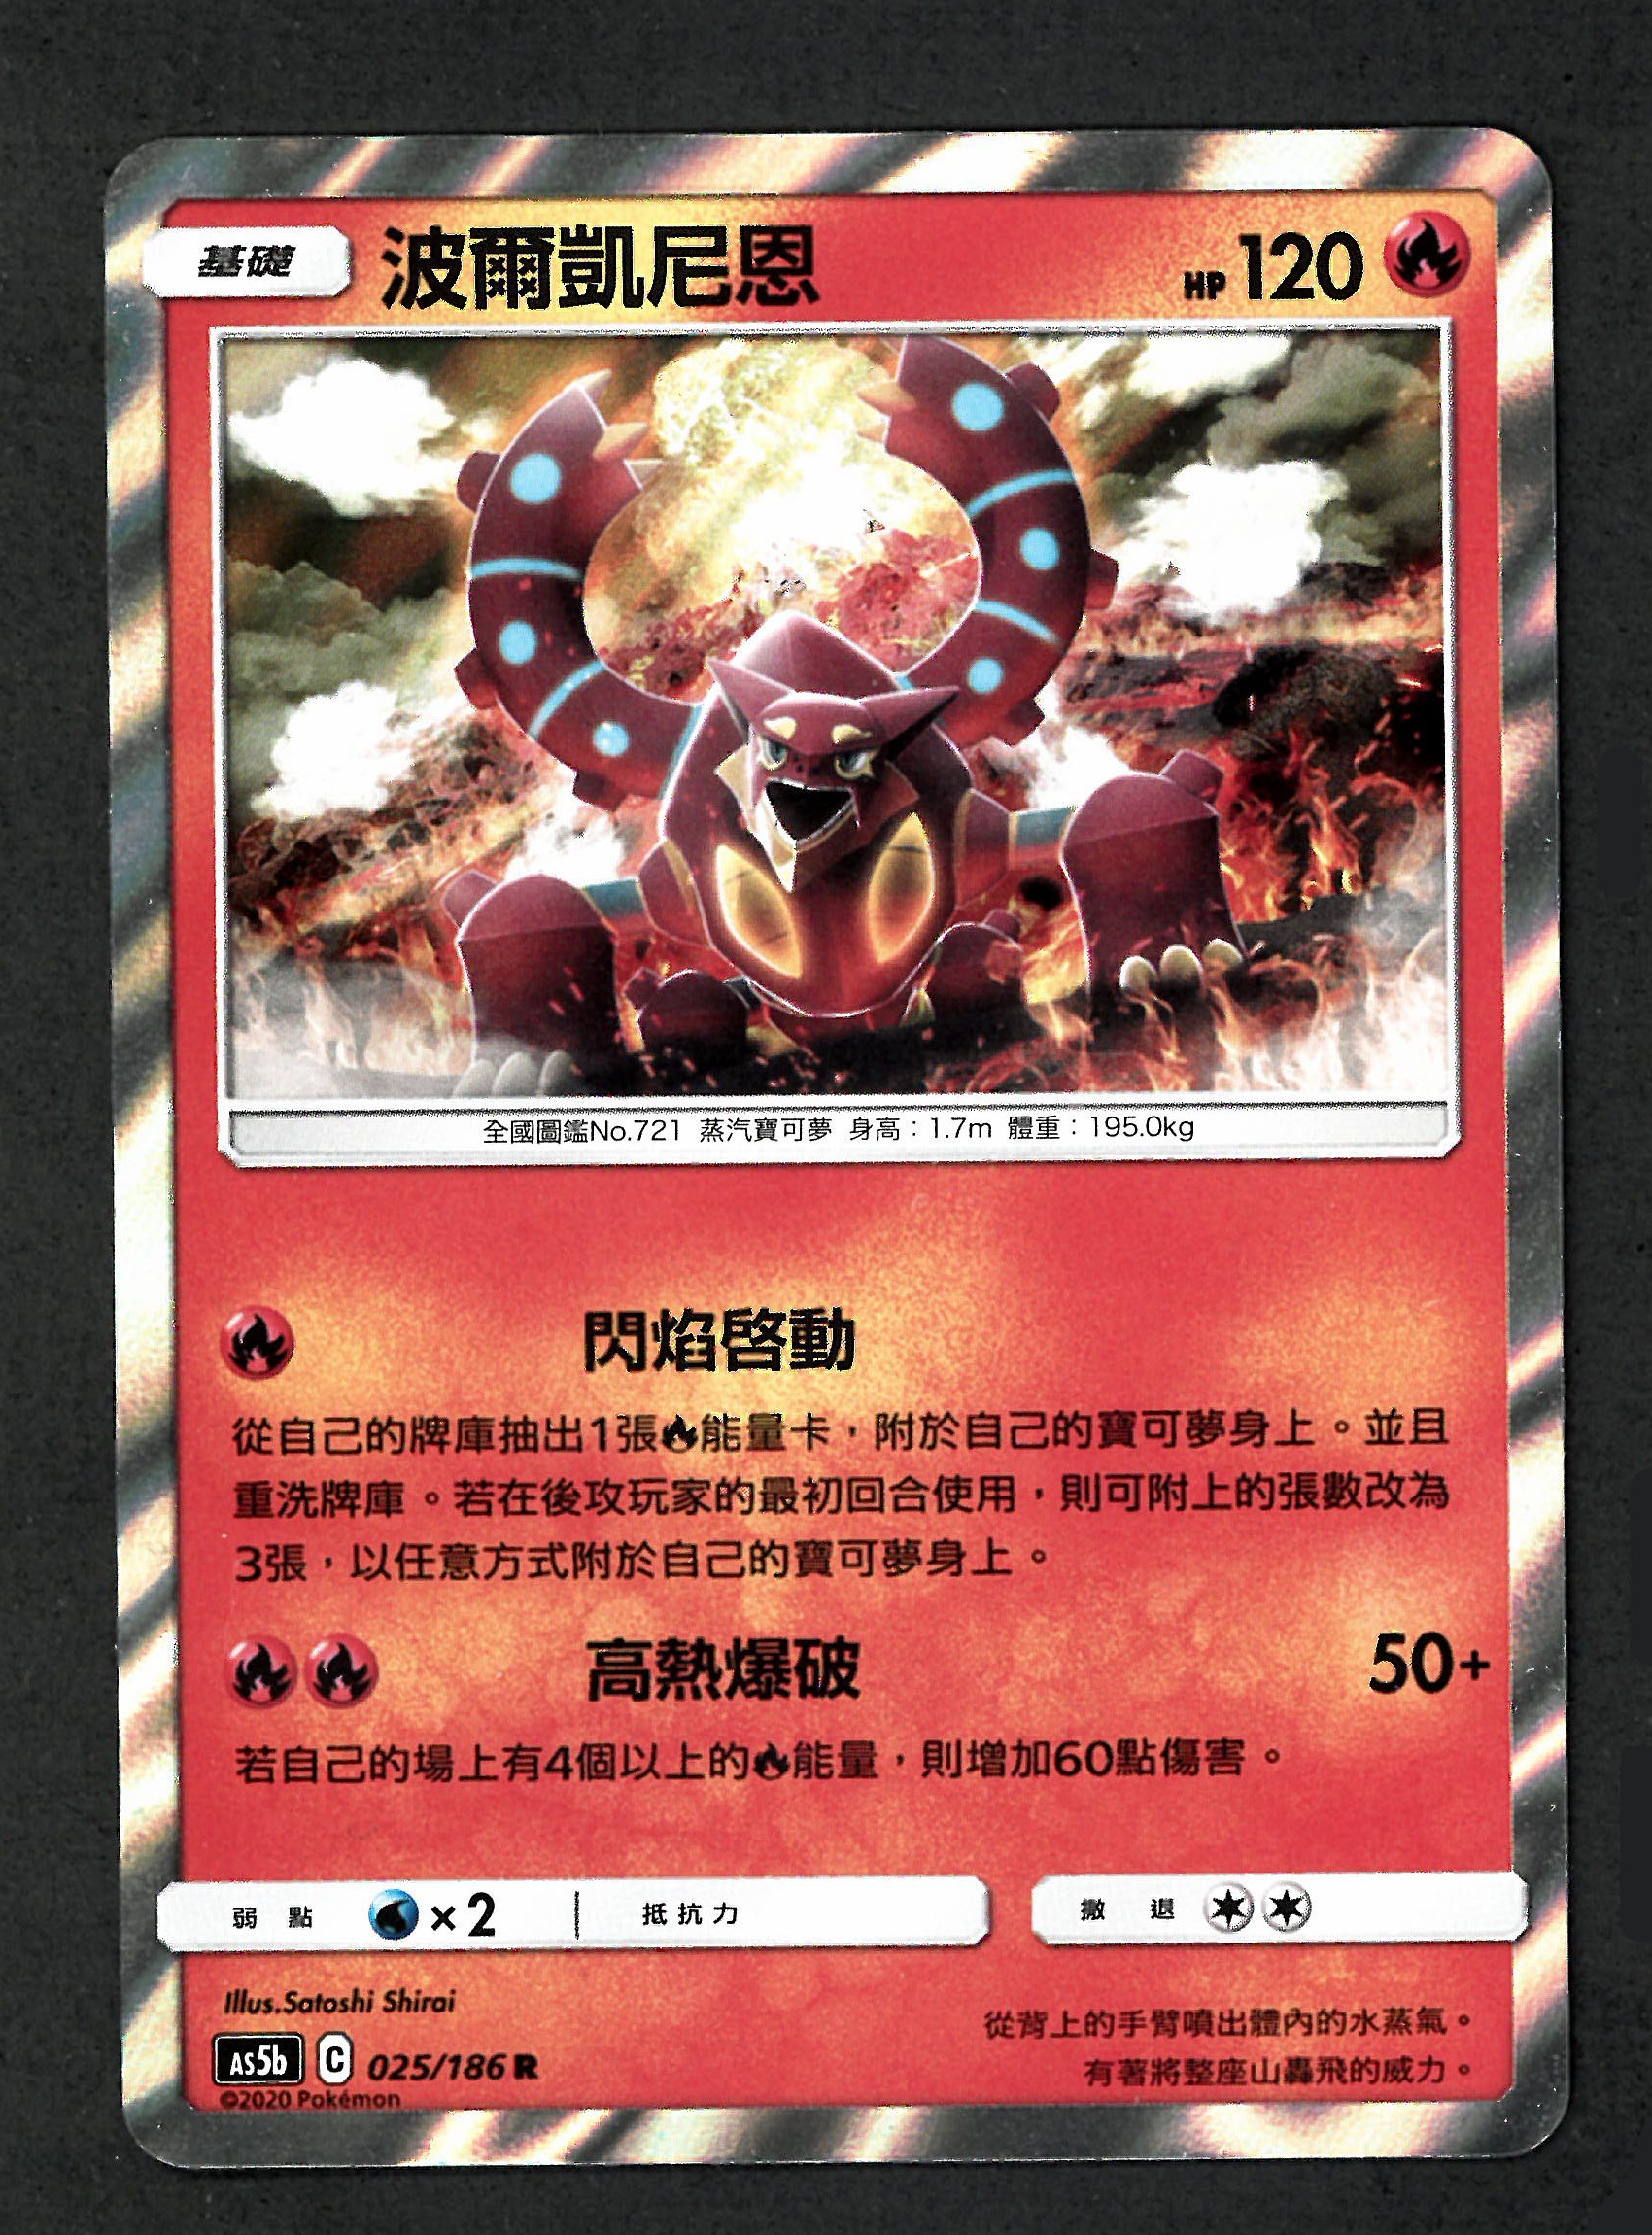 基礎 波爾凱尼恩 HP 120
全國圖鑑No.721 蒸汽寶可夢 身高：1.7m 體重：195.0kg
閃焰啓動
從自己的牌庫抽出1張能量卡，附於自己的寶可夢身上。並且
重洗牌庫。若在後攻玩家的最初回合使用，則可附上的張數改為
3張，以任意方式附於自己的寶可夢身上。
高熱爆破 50+
若自己的場上有4個以上的能量，則增加60點傷害。
弱點 ×2 抵抗力 撤退
Illus.Satoshi Shirai
從背上的手臂噴出體內的水蒸氣。
有著將整座山轟飛的威力。
AS5b C 025/186 R
©2020 Pokémon